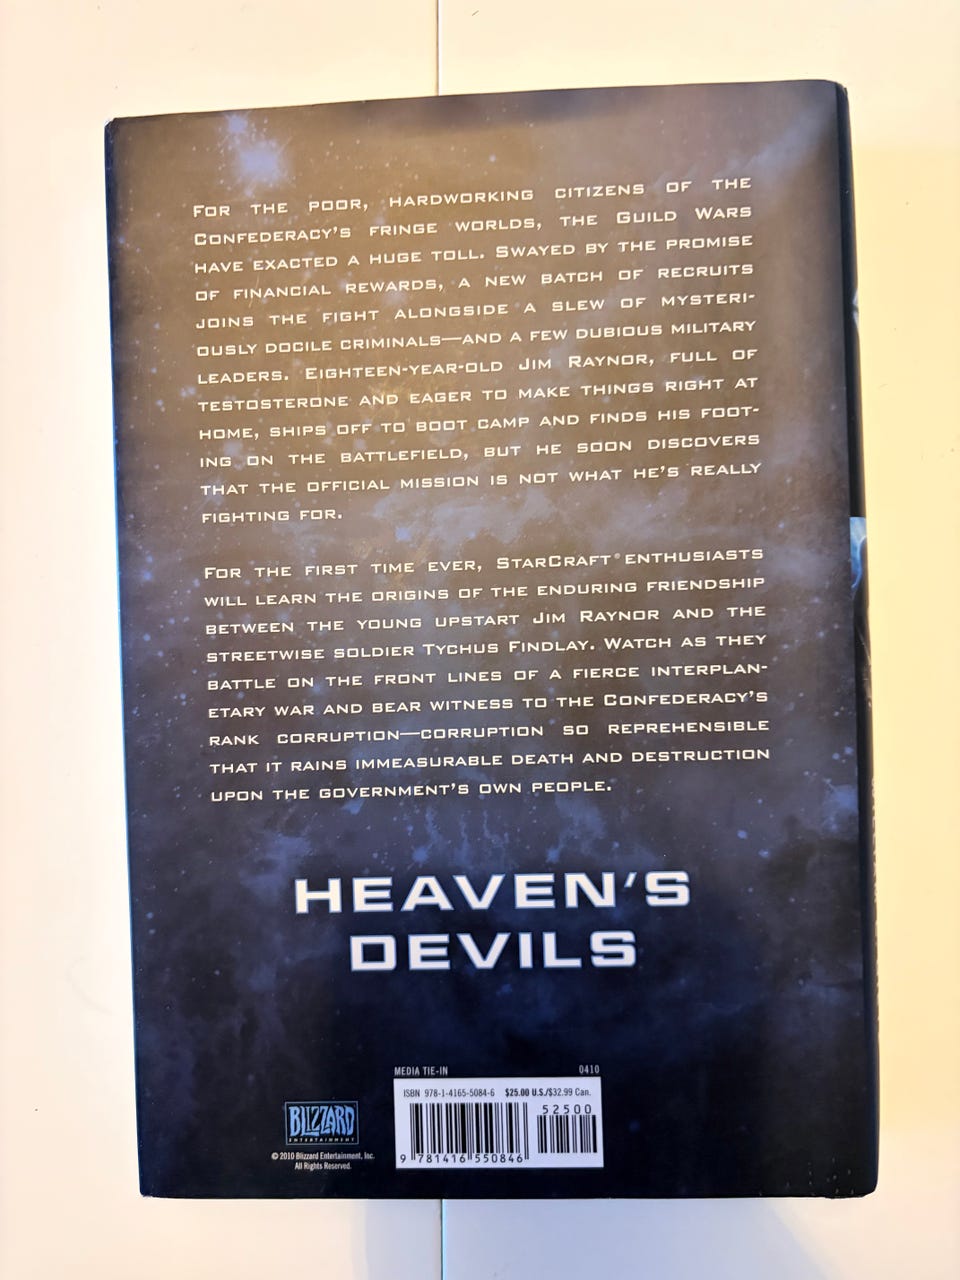 For the poor, hardworking citizens of the
Confederacy's fringe worlds, the Guild Wars
have exacted a huge toll. Swayed by the promise
of financial rewards, a new batch of recruits
joins the fight alongside a slew of mysteri-
ously docile criminals—and a few dubious military
leaders. Eighteen-year-old Jim Raynor, full of
testosterone and eager to make things right at
home, ships off to boot camp and finds his foot-
ing on the battlefield, but he soon discovers
that the official mission is not what he's really
fighting for.
For the first time ever, StarCraft® enthusiasts
will learn the origins of the enduring friendship
between the young upstart Jim Raynor and the
streetwise soldier Tychus Findlay. Watch as they
battle on the front lines of a fierce interplan-
etary war and bear witness to the Confederacy's
rank corruption—corruption so reprehensible
that it rains immeasurable death and destruction
upon the government's own people.
HEAVEN'S
DEVILS
MEDIA TIE-IN 0410
ISBN 978-1-4165-5084-6 $25.00 U.S./$32.99 Can.
52500
9 781416 550846
BLIZZARD
ENTERTAINMENT
© 2010 Blizzard Entertainment, Inc.
All Rights Reserved.